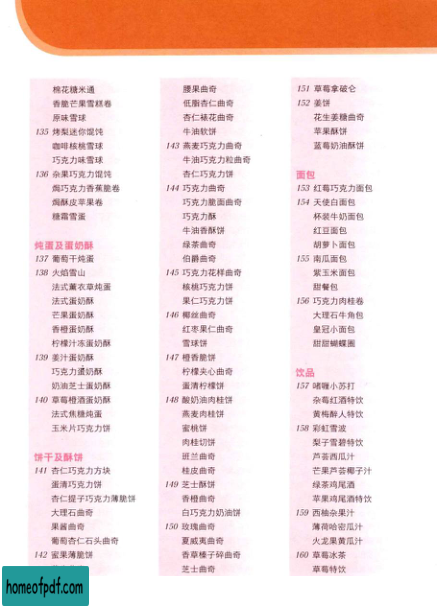 棉花糖米通
香脆芒果雪糕卷
原味雪球
135 烤梨迷你馄饨
咖啡核桃雪球
巧克力味雪球
136 杂果巧克力馄饨
焗巧克力香蕉脆卷
焗酥皮苹果卷
糖霜雪蛋
炖蛋及蛋奶酥
137 葡萄干炖蛋
138 火焰雪山
法式薰衣草炖蛋
法式蛋奶酥
芒果蛋奶酥
香橙蛋奶酥
柠檬汁冻蛋奶酥
139 姜汁蛋奶酥
巧克力蛋奶酥
奶油芝士蛋奶酥
140 草莓橙酒蛋奶酥
法式焦糖炖蛋
玉米片巧克力饼
饼干及酥饼
141 杏仁巧克力方块
蛋清巧克力饼
杏仁提子巧克力薄脆饼
大理石曲奇
果酱曲奇
葡萄杏仁石头曲奇
142 蜜果薄脆饼
腰果曲奇
低脂杏仁曲奇
杏仁裱花曲奇
牛油软饼
143 燕麦巧克力曲奇
牛油巧克力粒曲奇
杏仁巧克力饼
144 巧克力曲奇
巧克力脆面曲奇
巧克力酥
牛油香酥饼
绿茶曲奇
伯爵曲奇
145 巧克力花样曲奇
核桃巧克力饼
果仁巧克力饼
146 椰丝曲奇
红枣果仁曲奇
雪球饼
147 橙香脆饼
柠檬夹心曲奇
蛋清柠檬饼
148 酸奶油肉桂饼
燕麦肉桂饼
蜜桃饼
肉桂切饼
班兰曲奇
桂皮曲奇
149 芝士酥饼
香橙曲奇
白巧克力奶油饼
150 玫瑰曲奇
夏威夷曲奇
香草榛子碎曲奇
芝士曲奇
151 草莓拿破仑
152 姜饼
花生姜糖曲奇
苹果酥饼
蓝莓奶油酥饼
面包
153 红莓巧克力面包
154 天使白面包
杯装牛奶面包
红豆面包
胡萝卜面包
155 南瓜面包
紫玉米面包
甜餐包
156 巧克力肉桂卷
大理石牛角包
皇冠小面包
甜甜蝴蝶圈
饮品
157 啫喱小苏打
杂莓红酒特饮
黄梅醉人特饮
158 彩虹雪波
梨子雪碧特饮
芦荟西瓜汁
芒果芦荟椰子汁
绿茶鸡尾酒
苹果鸡尾酒特饮
159 西柚杂果汁
薄荷哈密瓜汁
火龙果黄瓜汁
160 草莓冰茶
草莓特饮
homeofpdf.com